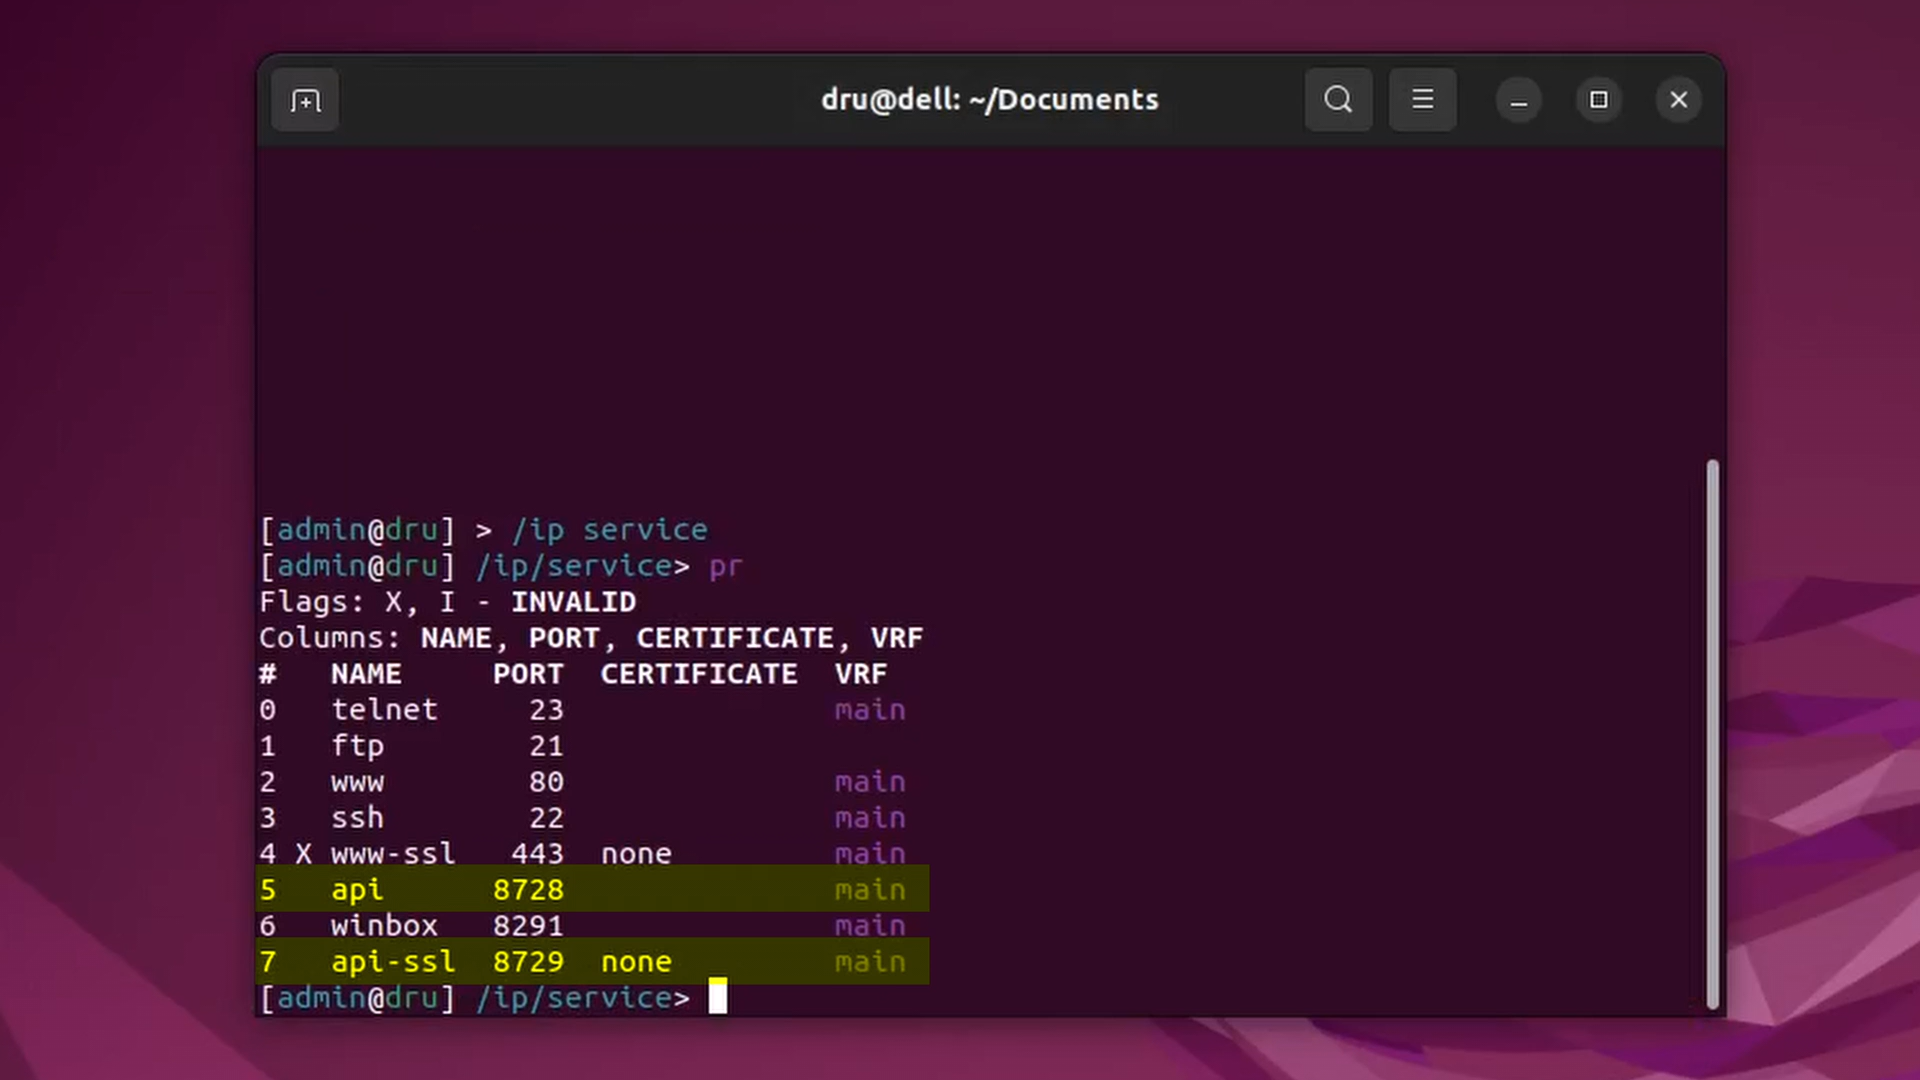 dru@dell: ~/Documents
[admin@dru] > /ip service
[admin@dru] /ip/service> pr
Flags: X, I - INVALID
Columns: NAME, PORT, CERTIFICATE, VRF
#   NAME     PORT  CERTIFICATE  VRF
0   telnet     23               main
1   ftp        21
2   www        80               main
3   ssh        22               main
4 X www-ssl   443  none         main
5   api      8728               main
6   winbox   8291               main
7   api-ssl  8729  none         main
[admin@dru] /ip/service>